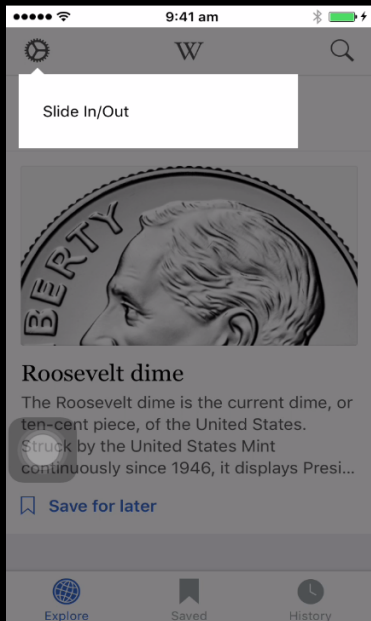 9:41 am
W
Slide In/Out
BERTY
Roosevelt dime
The Roosevelt dime is the current dime, or
ten-cent piece, of the United States.
Struck by the United States Mint
continuously since 1946, it displays Presi...
Save for later
Explore
Saved
History